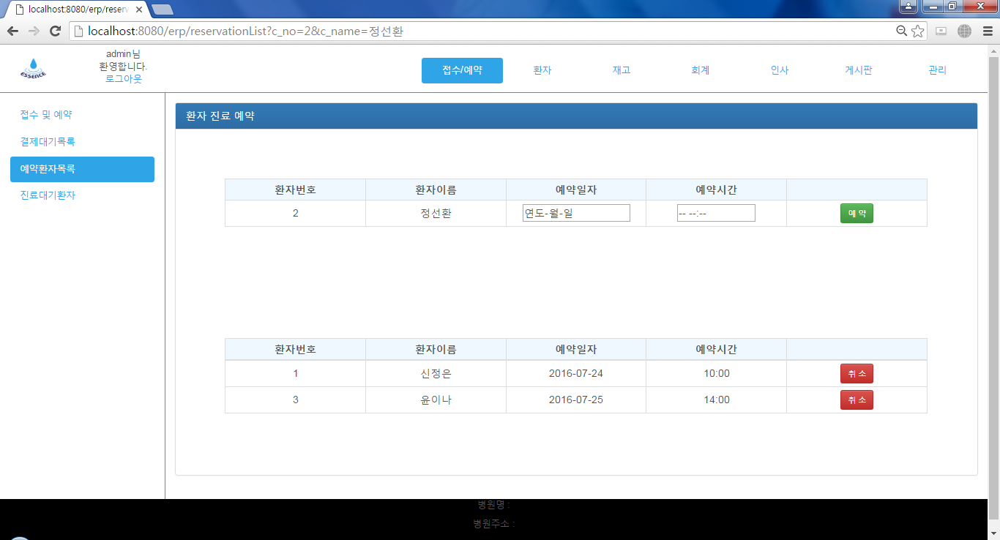 localhost:8080/erp/reserv
localhost:8080/erp/reservationList?c_no=2&c_name=정선환
essence
admin님
환영합니다.
로그아웃
접수/예약 환자 재고 회계 인사 게시판 관리
접수 및 예약
결제대기목록
예약환자목록
진료대기환자
환자 진료 예약
환자번호 환자이름 예약일자 예약시간
2 정선환 연도-월-일 -- --:-- 예 약
환자번호 환자이름 예약일자 예약시간
1 신정은 2016-07-24 10:00 취 소
3 윤이나 2016-07-25 14:00 취 소
병원명 :
병원주소 :